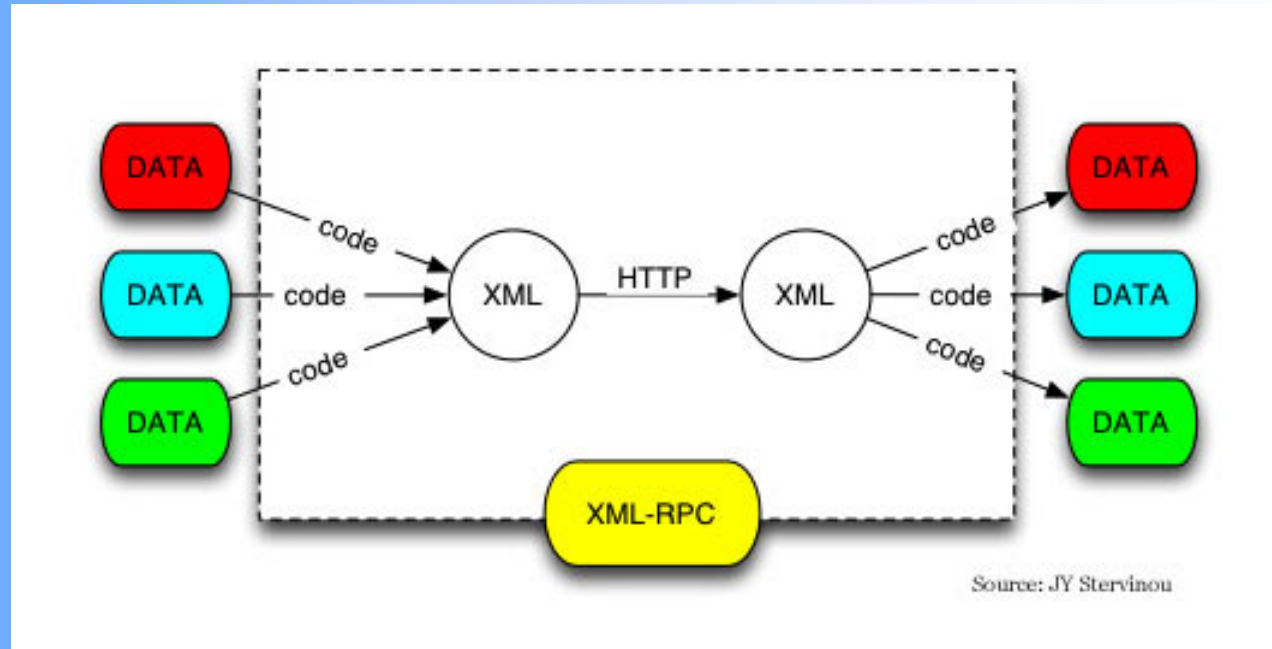 DATA
code
DATA
code
DATA
code
XML
HTTP
XML
code
DATA
code
DATA
code
DATA
XML-RPC
Source: JY Stervinou